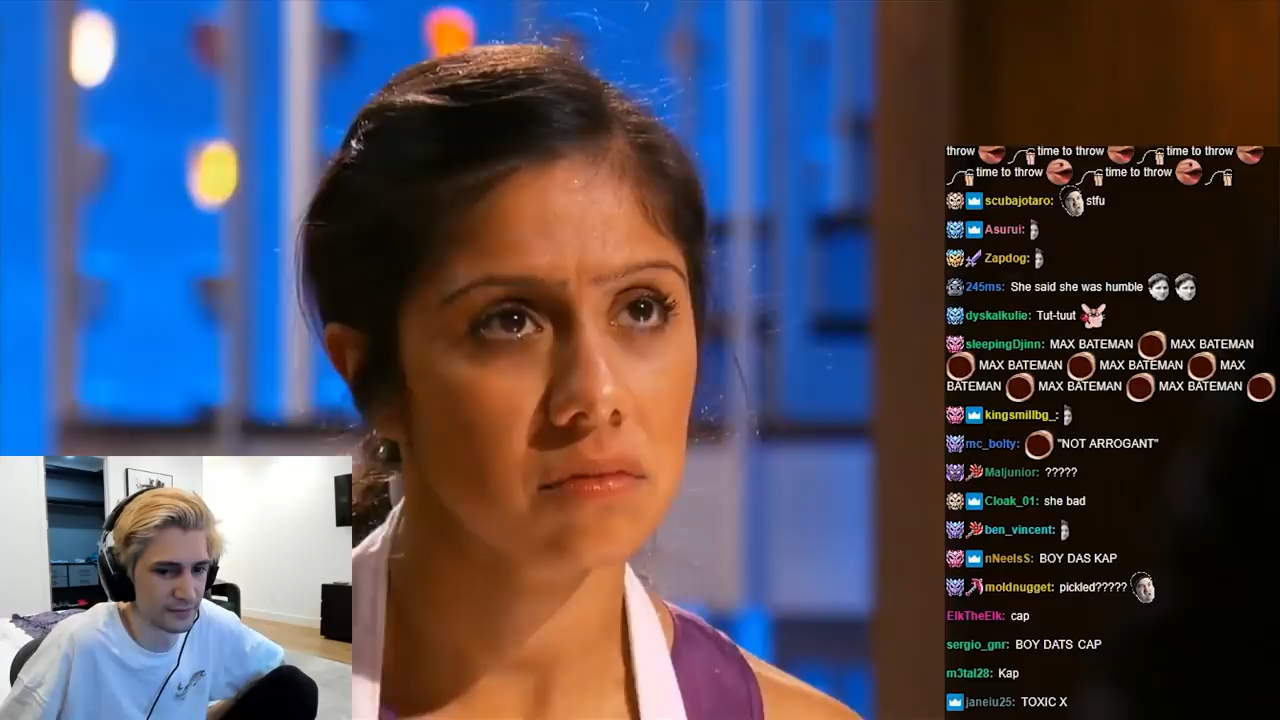 throw time to throw time to throw
time to throw time to throw
scubajotaro: stfu
Asurui:
Zapdog:
245ms: She said she was humble
dyskalkulie: Tut-tuut
sleepingDjinn: MAX BATEMAN MAX BATEMAN
MAX BATEMAN MAX BATEMAN MAX
BATEMAN MAX BATEMAN MAX BATEMAN
kingsmillbg_:
mc_bolty: "NOT ARROGANT"
Maljunior: ?????
Cloak_01: she bad
ben_vincent:
nNeelsS: BOY DAS KAP
moldnugget: pickled?????
ElkTheElk: cap
sergio_gnr: BOY DATS CAP
m3tal28: Kap
janeiu25: TOXIC X